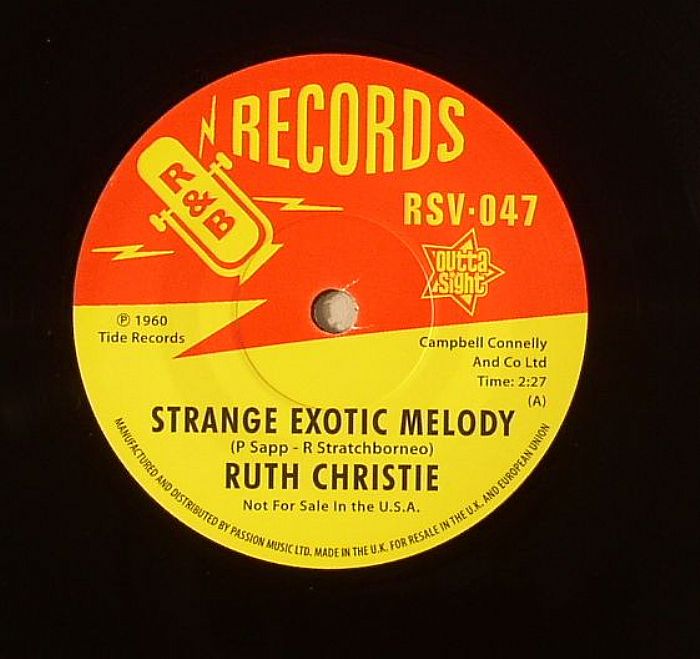 RECORDS
R
&
B
RSV·047
outta
sight
℗ 1960
Tide Records
Campbell Connelly
And Co Ltd
Time: 2:27
(A)
STRANGE EXOTIC MELODY
(P Sapp - R Stratchborneo)
RUTH CHRISTIE
Not For Sale In the U.S.A.
MANUFACTURED AND DISTRIBUTED BY PASSION MUSIC LTD. MADE IN THE U.K. FOR RESALE IN THE U.K. AND EUROPEAN UNION